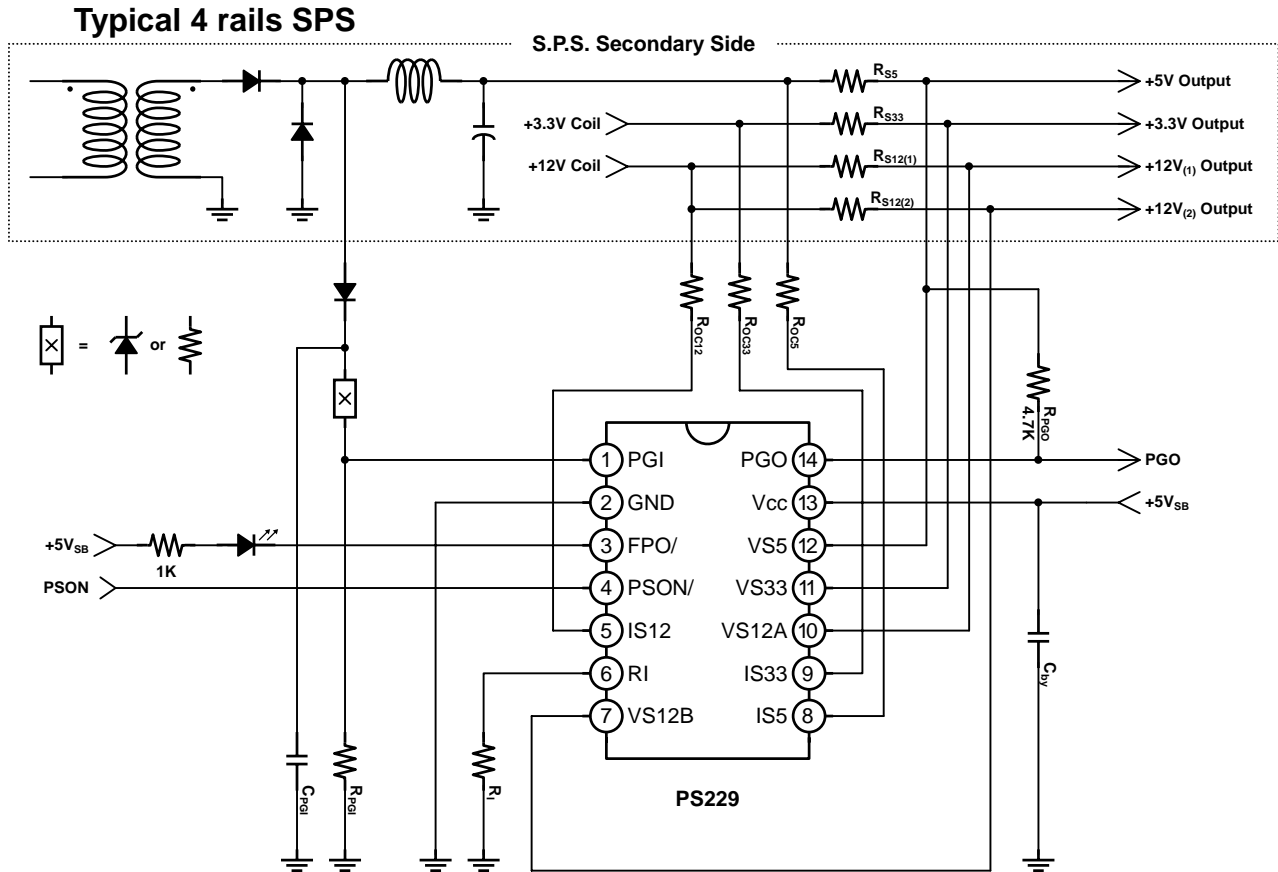 Typical 4 rails SPS
S.P.S. Secondary Side
RS5
+5V Output
+3.3V Coil
RS33
+3.3V Output
+12V Coil
RS12(1)
+12V(1) Output
RS12(2)
+12V(2) Output
ROC12
ROC33
ROC5
= or
RPGO
4.7K
1 PGI
PGO 14
PGO
2 GND
Vcc 13
+5VSB
+5VSB
1K
3 FPO/
VS5 12
PSON
4 PSON/
VS33 11
5 IS12
VS12A 10
6 RI
IS33 9
7 VS12B
IS5 8
CPGI
RPGI
RI
Cby
PS229